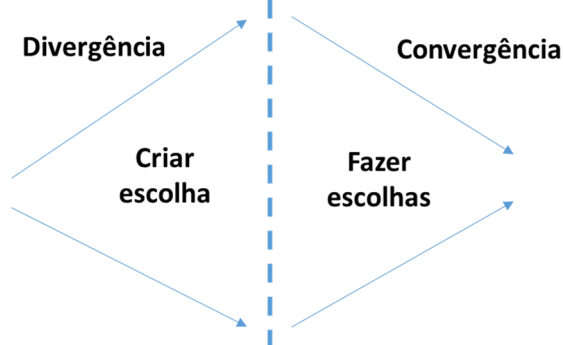 Divergência
Convergência
Criar
escolha
Fazer
escolhas